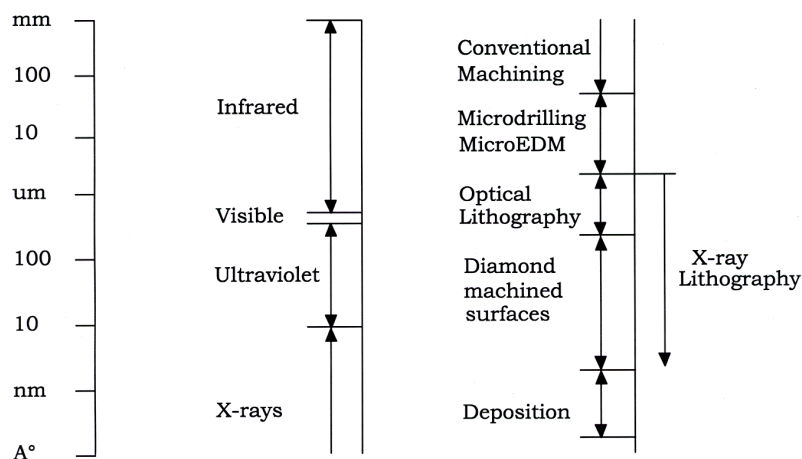 mm
100
10
um
100
10
nm
A°
Infrared
Visible
Ultraviolet
X-rays
Conventional
Machining
Microdrilling
MicroEDM
Optical
Lithography
Diamond
machined
surfaces
Deposition
X-ray
Lithography